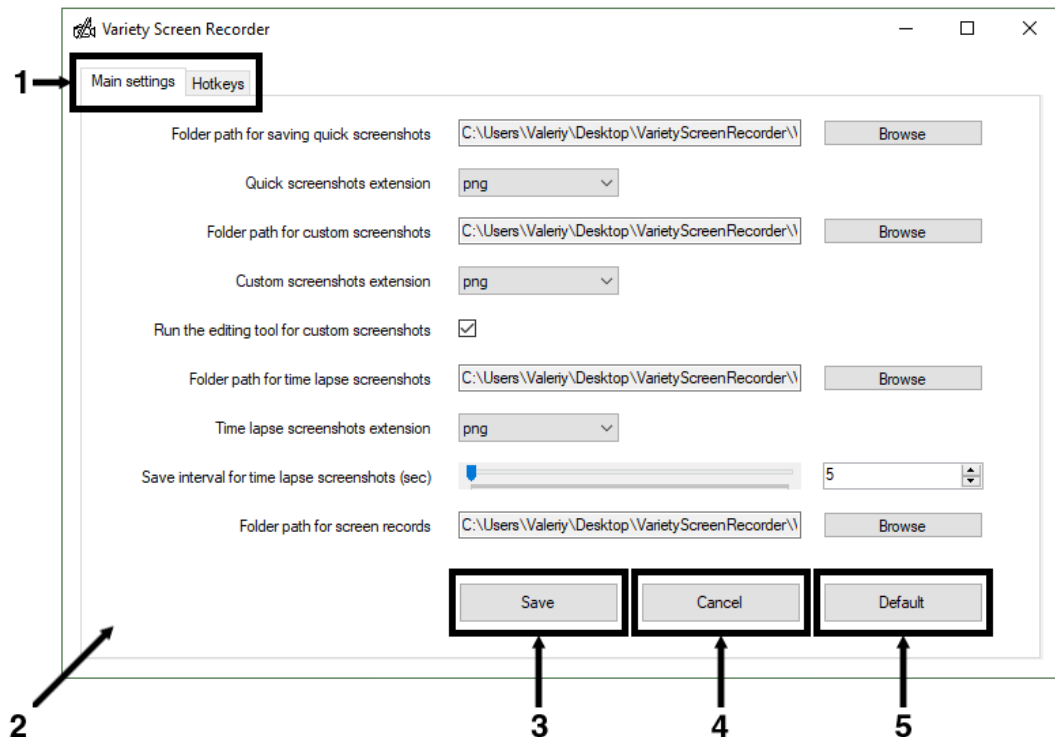 Variety Screen Recorder
1
Main settings Hotkeys
Folder path for saving quick screenshots C:\Users\Valeriy\Desktop\VarietyScreenRecorder\V Browse
Quick screenshots extension png
Folder path for custom screenshots C:\Users\Valeriy\Desktop\VarietyScreenRecorder\V Browse
Custom screenshots extension png
Run the editing tool for custom screenshots
Folder path for time lapse screenshots C:\Users\Valeriy\Desktop\VarietyScreenRecorder\V Browse
Time lapse screenshots extension png
Save interval for time lapse screenshots (sec) 5
Folder path for screen records C:\Users\Valeriy\Desktop\VarietyScreenRecorder\V Browse
Save Cancel Default
2 3 4 5